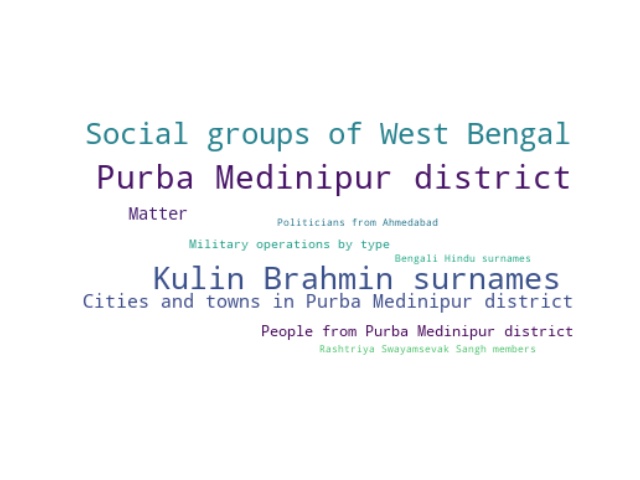 Social groups of West Bengal
Purba Medinipur district
Matter
Politicians from Ahmedabad
Military operations by type
Bengali Hindu surnames
Kulin Brahmin surnames
Cities and towns in Purba Medinipur district
People from Purba Medinipur district
Rashtriya Swayamsevak Sangh members